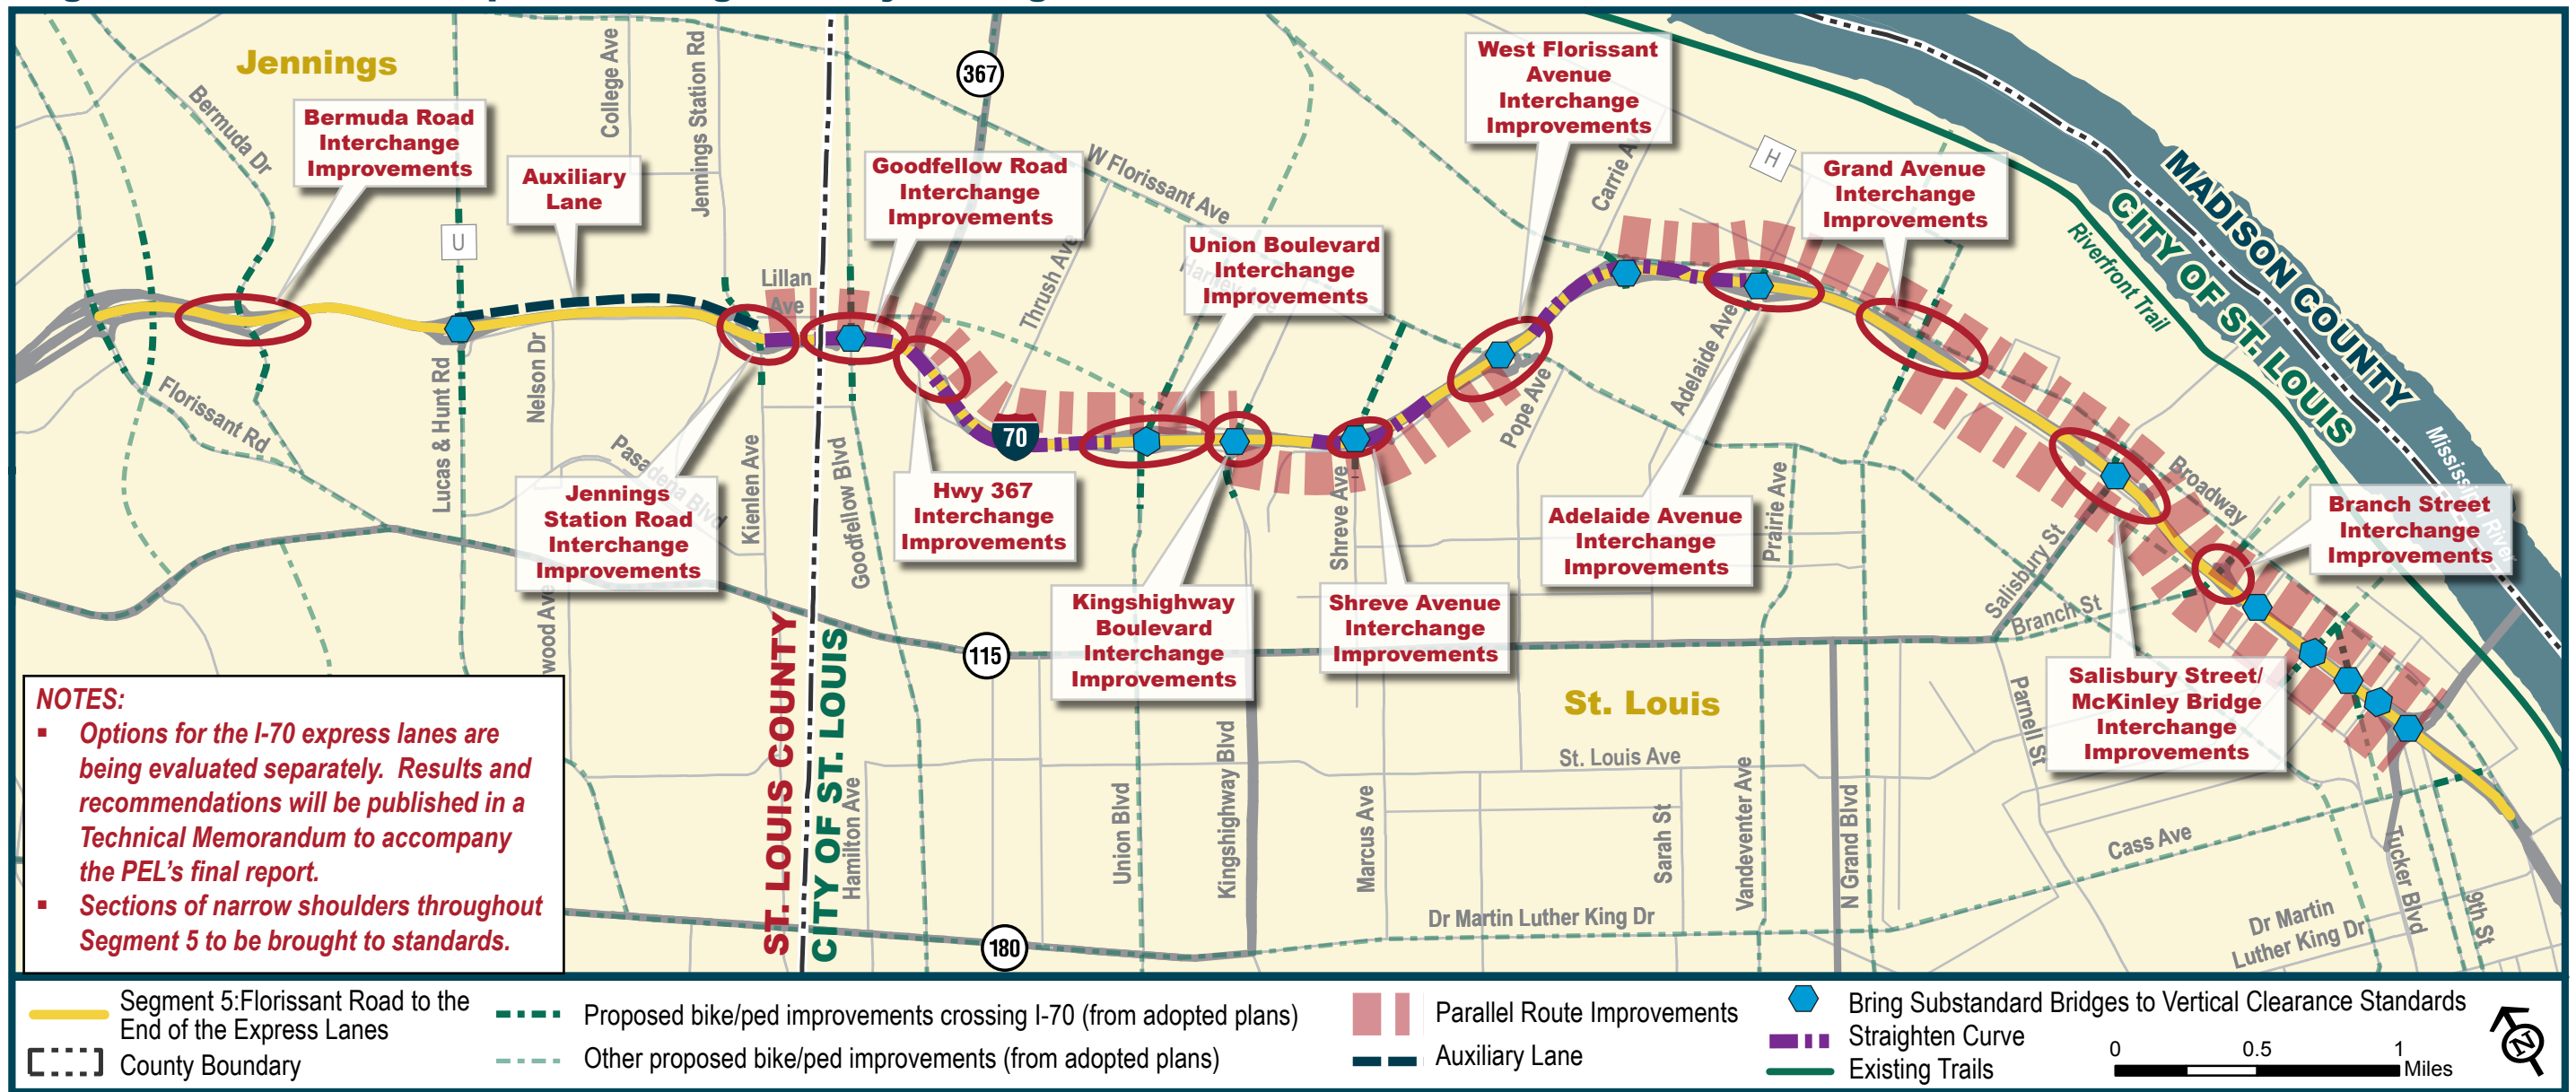 Jennings
Bermuda Dr
Bermuda Road
Interchange
Improvements
U
Auxiliary
Lane
College Ave
Jennings Station Rd
367
Goodfellow Road
Interchange
Improvements
W Florissant Ave
Thrush Ave
Union Boulevard
Interchange
Improvements
West Florissant
Avenue
Interchange
Improvements
Carrie
H
Grand Avenue
Interchange
Improvements
MADISON COUNTY
CITY OF ST. LOUIS
Riverfront Trail
Lillan
Ave
Florissant Rd
Lucas & Hunt Rd
Nelson Dr
Pasadena Blvd
Kienlen Ave
Goodfellow Blvd
70
Jennings
Station Road
Interchange
Improvements
Hwy 367
Interchange
Improvements
Kingshighway
Boulevard
Interchange
Improvements
Shreve Ave
Shreve Avenue
Interchange
Improvements
Pope Ave
Adelaide Ave
Adelaide Avenue
Interchange
Improvements
Prairie Ave
Broadway
Salisbury St
Branch St
Branch Street
Interchange
Improvements
Salisbury Street/
McKinley Bridge
Interchange
Improvements
115
St. Louis
ST. LOUIS COUNTY
CITY OF ST. LOUIS
Hamilton Ave
Union Blvd
Kingshighway Blvd
Marcus Ave
St. Louis Ave
Sarah St
Vandeventer Ave
N Grand Blvd
Parnell St
Cass Ave
Tucker Blvd
9th St
Dr Martin Luther King Dr
Dr Martin
Luther King Dr
180
NOTES:
▪ Options for the I-70 express lanes are
being evaluated separately. Results and
recommendations will be published in a
Technical Memorandum to accompany
the PEL's final report.
▪ Sections of narrow shoulders throughout
Segment 5 to be brought to standards.
Segment 5:Florissant Road to the
End of the Express Lanes
County Boundary
Proposed bike/ped improvements crossing I-70 (from adopted plans)
Other proposed bike/ped improvements (from adopted plans)
Parallel Route Improvements
Auxiliary Lane
Bring Substandard Bridges to Vertical Clearance Standards
Straighten Curve
Existing Trails
0 0.5 1
Miles
N